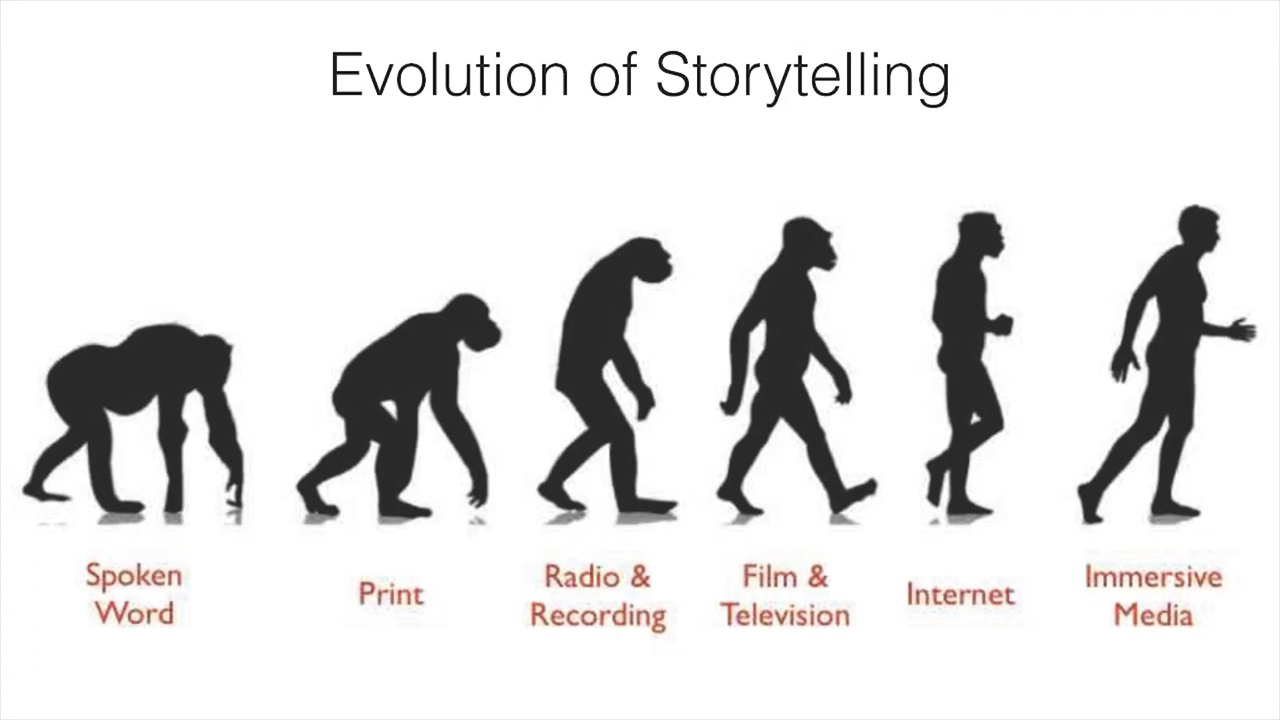 Evolution of Storytelling
Spoken
Word
Print
Radio &
Recording
Film &
Television
Internet
Immersive
Media